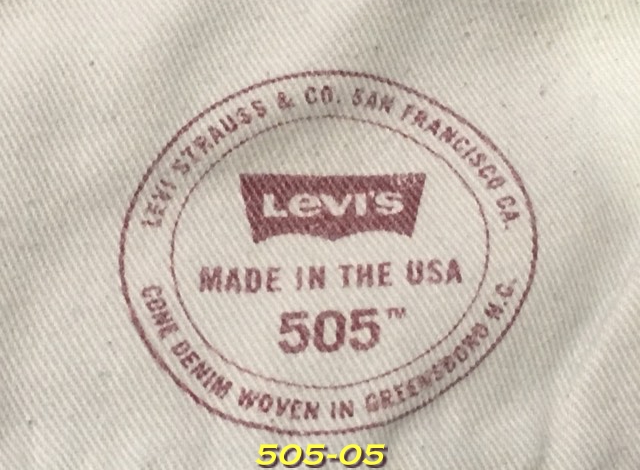 LEVI STRAUSS & CO. SAN FRANCISCO CA.
LEVI'S
MADE IN THE USA
505™
CONE DENIM WOVEN IN GREENSBORO N.C.
505-05